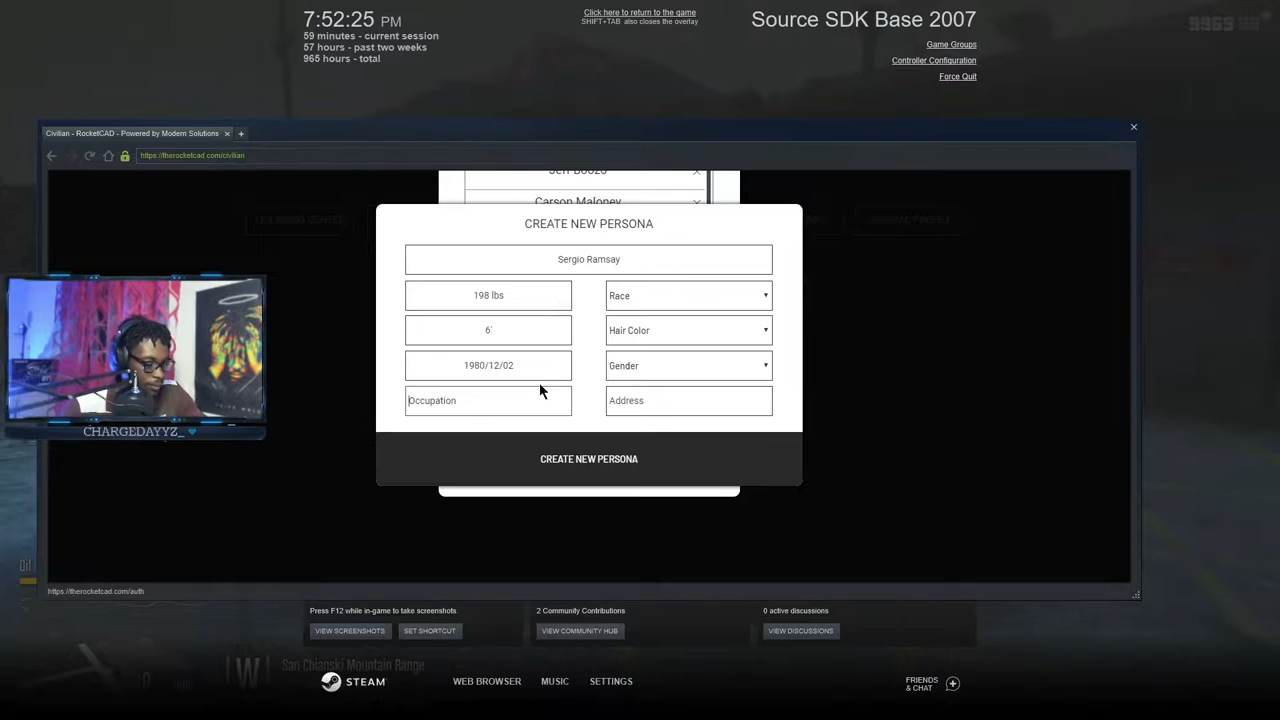 7:52:25 PM
59 minutes - current session
57 hours - past two weeks
965 hours - total
Click here to return to the game
SHIFT+TAB also closes the overlay
Source SDK Base 2007
Game Groups
Controller Configuration
Force Quit
Civilian - RocketCAD - Powered by Modern Solutions
https://therocketcad.com/civilian
Carson Maloney
CREATE NEW PERSONA
Sergio Ramsay
198 lbs
Race
6'
Hair Color
1980/12/02
Gender
Occupation
Address
CREATE NEW PERSONA
CHARGEDAYYZ_
https://therocketcad.com/auth
Press F12 while in-game to take screenshots.
2 Community Contributions
0 active discussions
VIEW SCREENSHOTS
SET SHORTCUT
VIEW COMMUNITY HUB
VIEW DISCUSSIONS
W
San Chianski Mountain Range
0
STEAM
WEB BROWSER
MUSIC
SETTINGS
FRIENDS
& CHAT